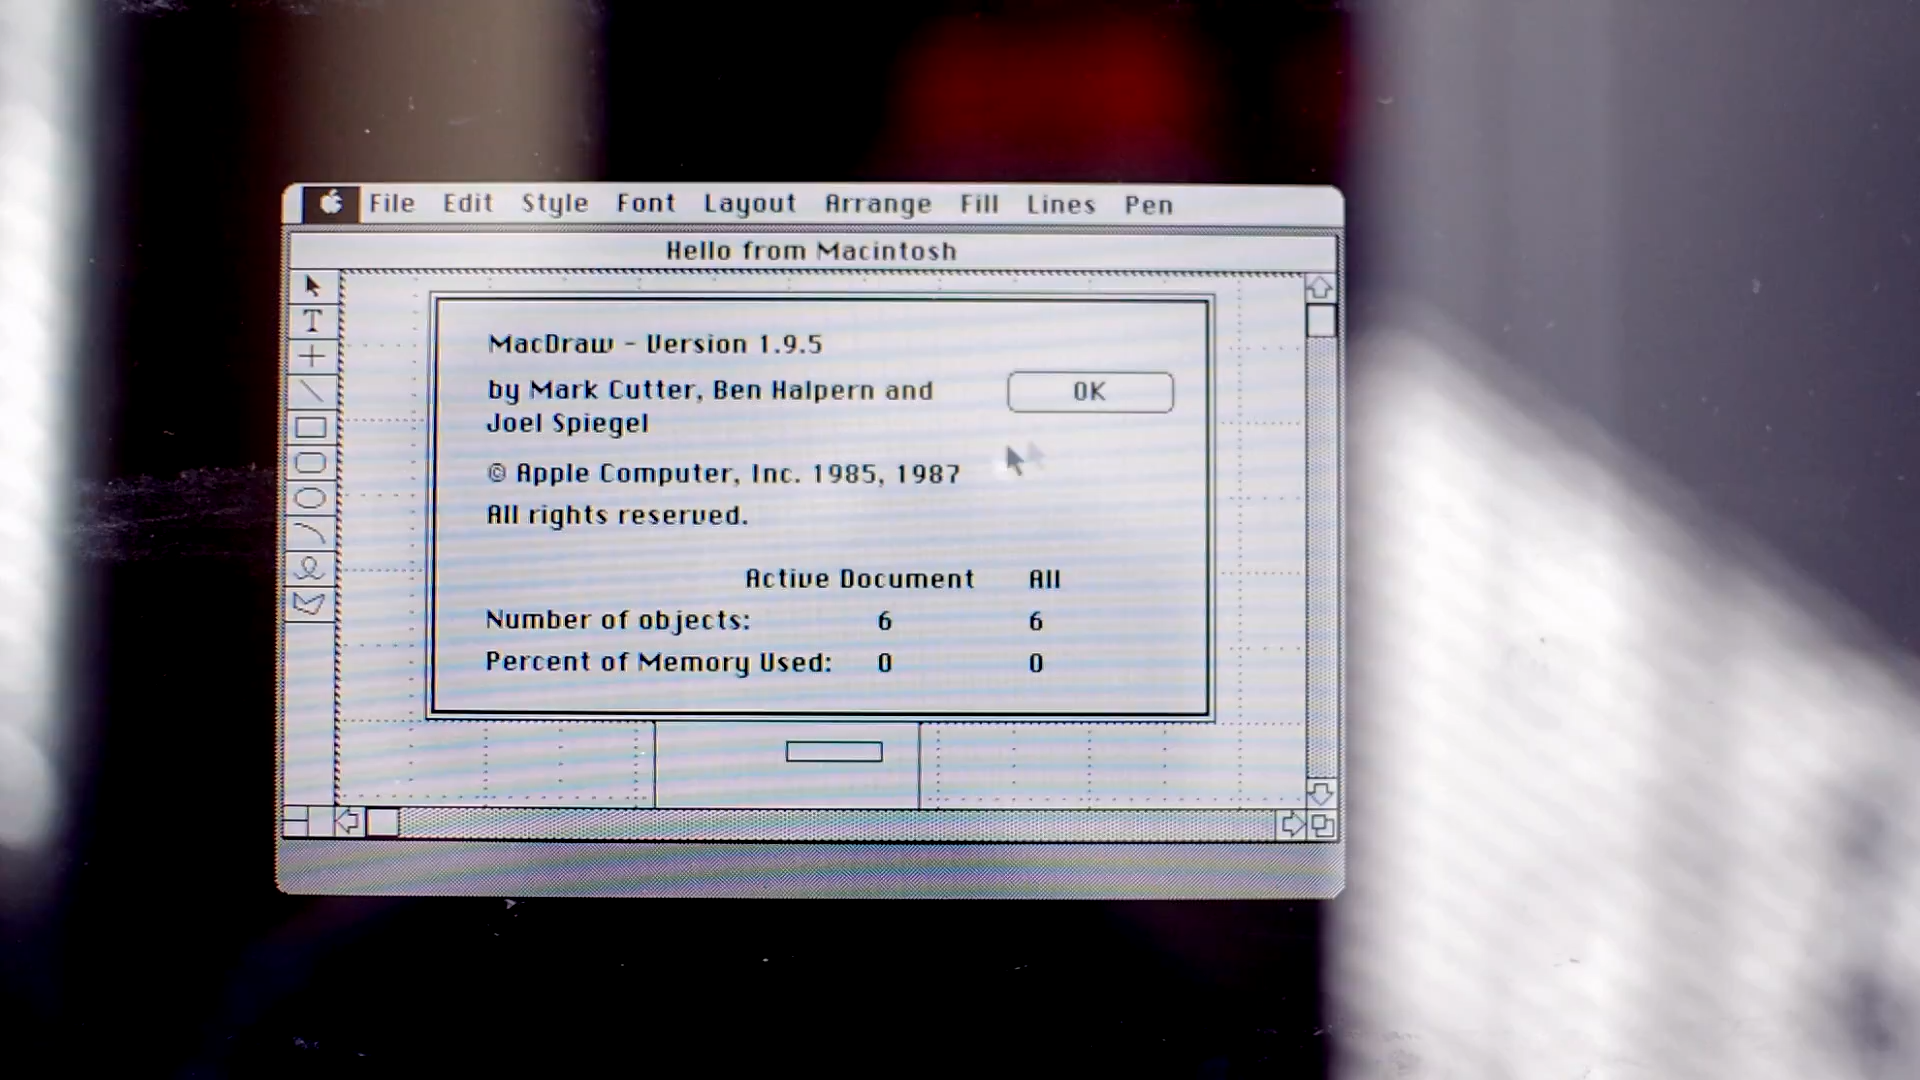 File Edit Style Font Layout Arrange Fill Lines Pen
Hello from Macintosh
T
MacDraw - Version 1.9.5
by Mark Cutter, Ben Halpern and
Joel Spiegel
OK
© Apple Computer, Inc. 1985, 1987
All rights reserved.
Active Document All
Number of objects: 6 6
Percent of Memory Used: 0 0